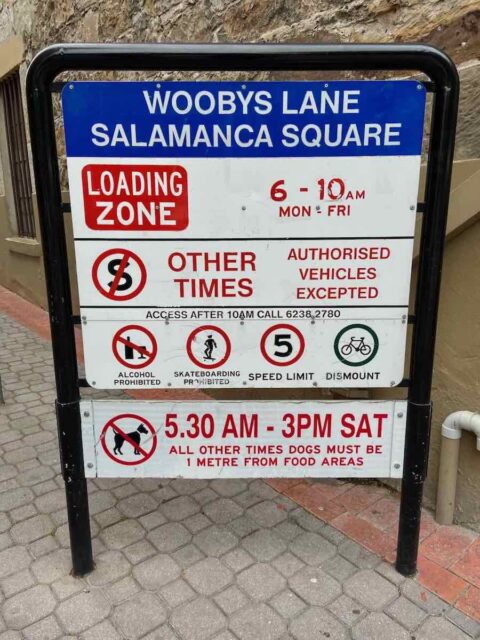 WOOBYS LANE
SALAMANCA SQUARE
LOADING
ZONE
6 - 10 AM
MON - FRI
S
OTHER
TIMES
AUTHORISED
VEHICLES
EXCEPTED
ACCESS AFTER 10AM CALL 6238 2780
5
ALCOHOL
PROHIBITED
SKATEBOARDING
PROHIBITED
SPEED LIMIT
DISMOUNT
5.30 AM - 3PM SAT
ALL OTHER TIMES DOGS MUST BE
1 METRE FROM FOOD AREAS